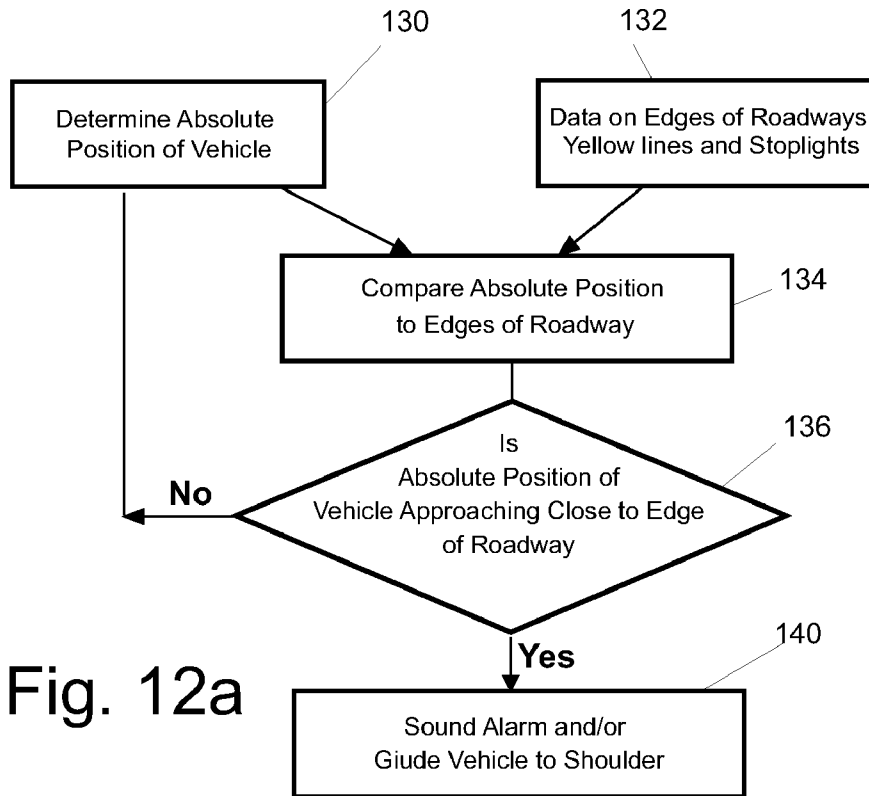 130
132
Determine Absolute
Position of Vehicle
Data on Edges of Roadways
Yellow lines and Stoplights
134
Compare Absolute Position
to Edges of Roadway
136
Is
Absolute Position of
Vehicle Approaching Close to Edge
of Roadway
No
Yes
140
Fig. 12a
Sound Alarm and/or
Giude Vehicle to Shoulder